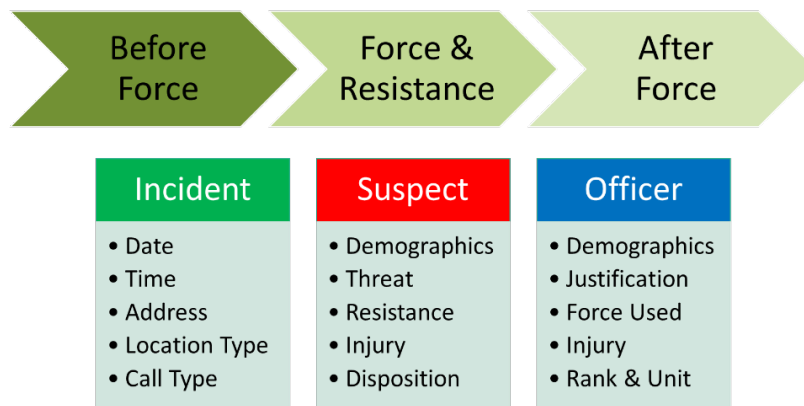 Before
Force
Force &
Resistance
After
Force
Incident
• Date
• Time
• Address
• Location Type
• Call Type
Suspect
• Demographics
• Threat
• Resistance
• Injury
• Disposition
Officer
• Demographics
• Justification
• Force Used
• Injury
• Rank & Unit